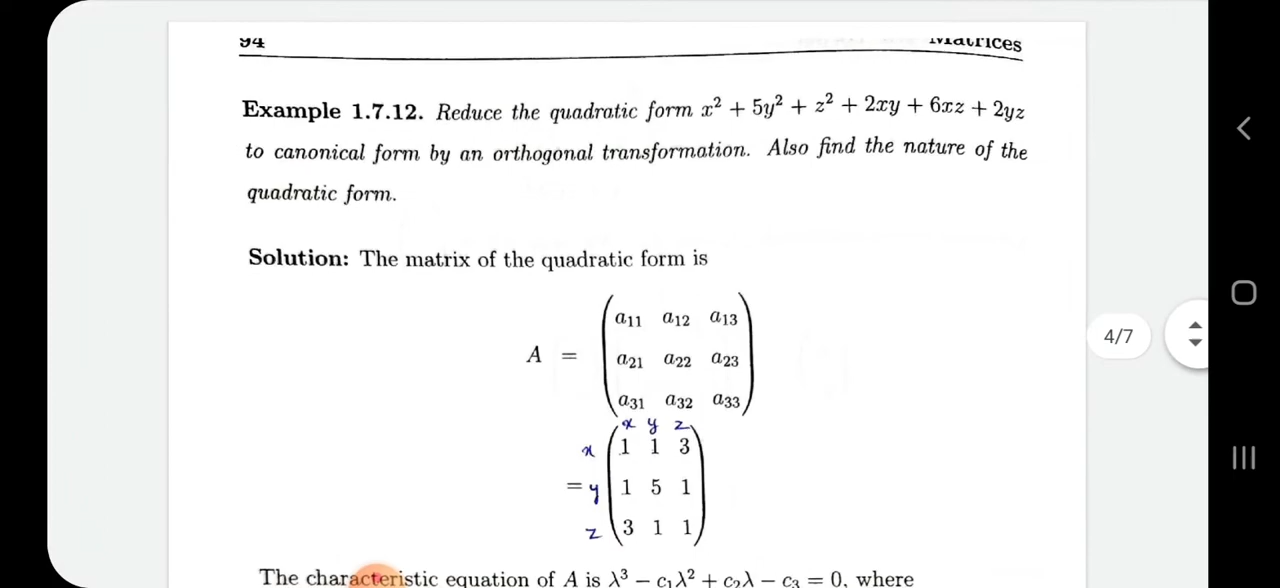 94 Matrices
Example 1.7.12. Reduce the quadratic form x² + 5y² + z² + 2xy + 6xz + 2yz
to canonical form by an orthogonal transformation. Also find the nature of the
quadratic form.
Solution: The matrix of the quadratic form is
a₁₁ a₁₂ a₁₃
A = a₂₁ a₂₂ a₂₃
a₃₁ a₃₂ a₃₃
x y z
x 1 1 3
= y 1 5 1
z 3 1 1
The characteristic equation of A is λ³ − c₁λ² + c₂λ − c₃ = 0, where
4/7